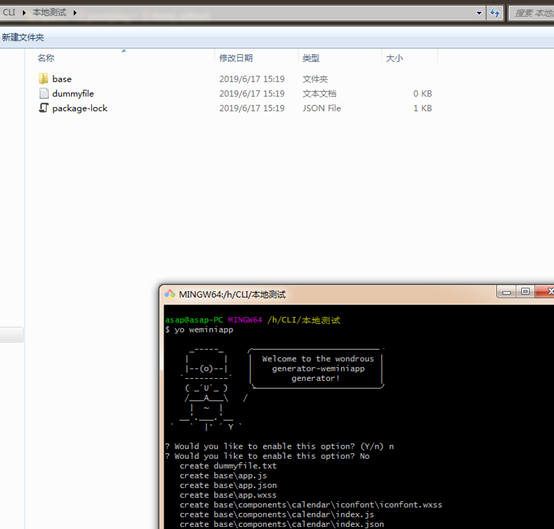 CLI ▸ 本地测试 ▸
搜索 本地
新建文件夹
名称 修改日期 类型 大小
base 2019/6/17 15:19 文件夹
dummyfile 2019/6/17 15:19 文本文档 0 KB
package-lock 2019/6/17 15:19 JSON File 1 KB
MINGW64:/h/CLI/本地测试
asap@asap-PC MINGW64 /h/CLI/本地测试
$ yo weminiapp
Welcome to the wondrous
generator-weminiapp
generator!
? Would you like to enable this option? (Y/n) n
? Would you like to enable this option? No
create dummyfile.txt
create base\app.js
create base\app.json
create base\app.wxss
create base\components\calendar\iconfont\iconfont.wxss
create base\components\calendar\index.js
create base\components\calendar\index.json